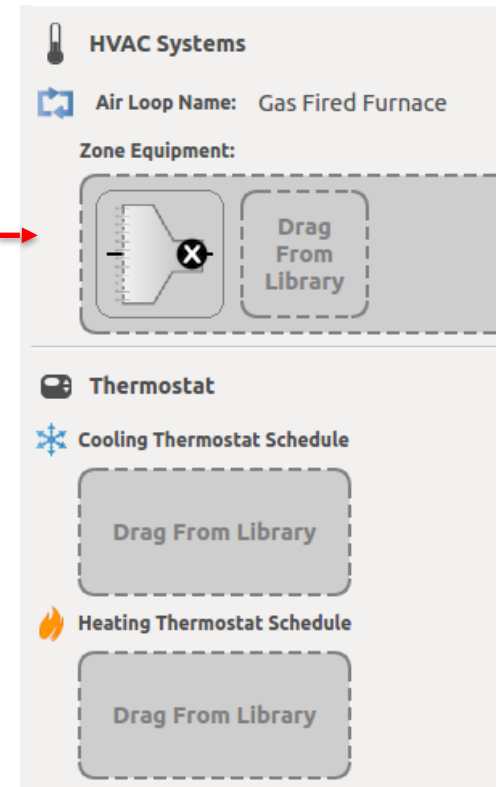 HVAC Systems
Air Loop Name: Gas Fired Furnace
Zone Equipment:
Drag
From
Library
Thermostat
Cooling Thermostat Schedule
Drag From Library
Heating Thermostat Schedule
Drag From Library